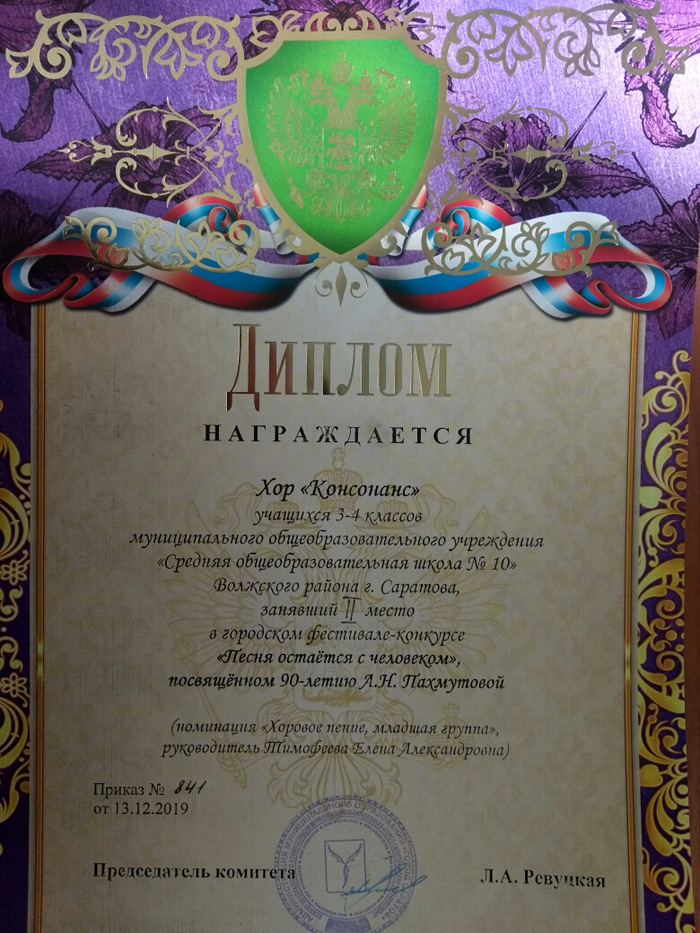 Диплом
НАГРАЖДАЕТСЯ
Хор «Консонанс»
учащихся 3-4 классов
муниципального общеобразовательного учреждения
«Средняя общеобразовательная школа № 10»
Волжского района г. Саратова,
занявший II место
в городском фестивале-конкурсе
«Песня остаётся с человеком»,
посвящённом 90-летию А.Н. Пахмутовой
(номинация «Хоровое пение, младшая группа»,
руководитель Тимофеева Елена Александровна)
Приказ № 841
от 13.12.2019
Председатель комитета Л.А. Ревуцкая